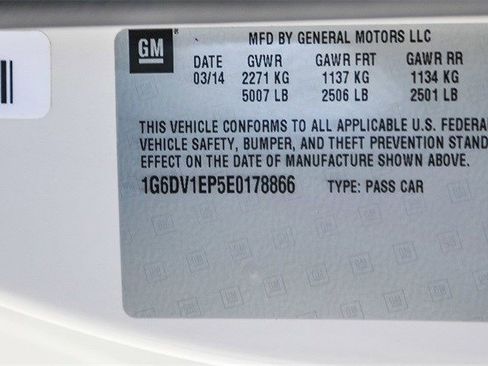 GM
MFD BY GENERAL MOTORS LLC
DATE GVWR GAWR FRT GAWR RR
03/14 2271 KG 1137 KG 1134 KG
5007 LB 2506 LB 2501 LB
THIS VEHICLE CONFORMS TO ALL APPLICABLE U.S. FEDERA
VEHICLE SAFETY, BUMPER, AND THEFT PREVENTION STAND
EFFECT ON THE DATE OF MANUFACTURE SHOWN ABOVE.
1G6DV1EP5E0178866 TYPE: PASS CAR